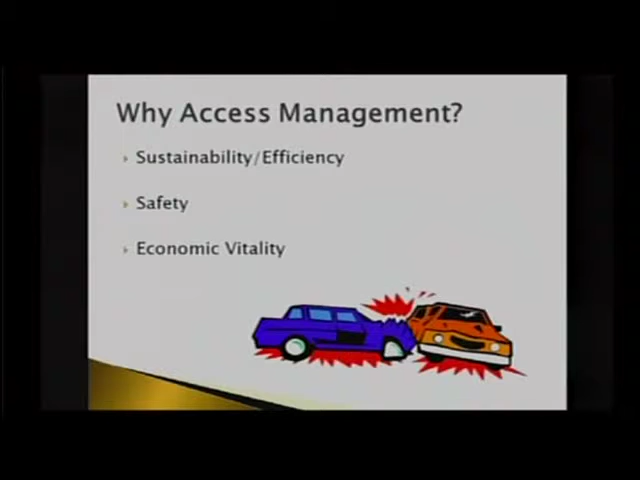 Why Access Management?
Sustainability/Efficiency
Safety
Economic Vitality